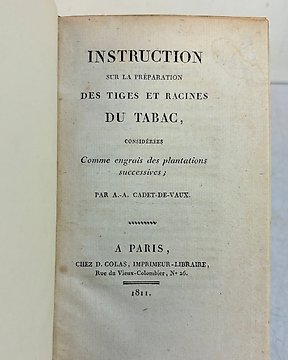 INSTRUCTION
SUR LA PRÉPARATION
DES TIGES ET RACINES
DU TABAC,
CONSIDÉRÉES
Comme engrais des plantations
successives;
PAR A.-A. CADET-DE-VAUX.
A PARIS,
CHEZ D. COLAS, IMPRIMEUR-LIBRAIRE,
Rue du Vieux-Colombier, N° 26.
1811.